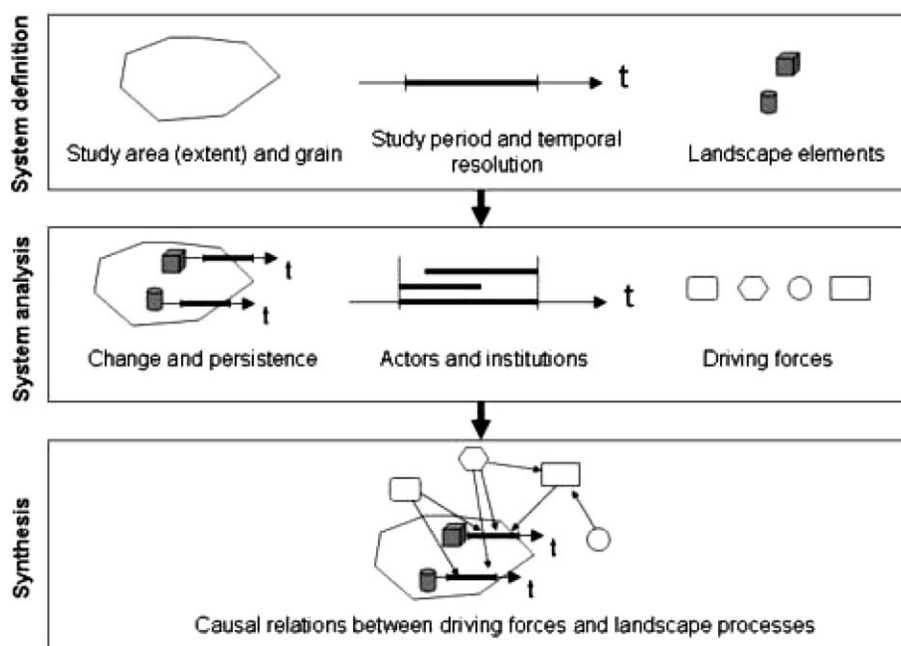 System definition
t
Study area (extent) and grain
Study period and temporal
resolution
Landscape elements
System analysis
t
t
t
Change and persistence
Actors and institutions
Driving forces
Synthesis
t
t
Causal relations between driving forces and landscape processes